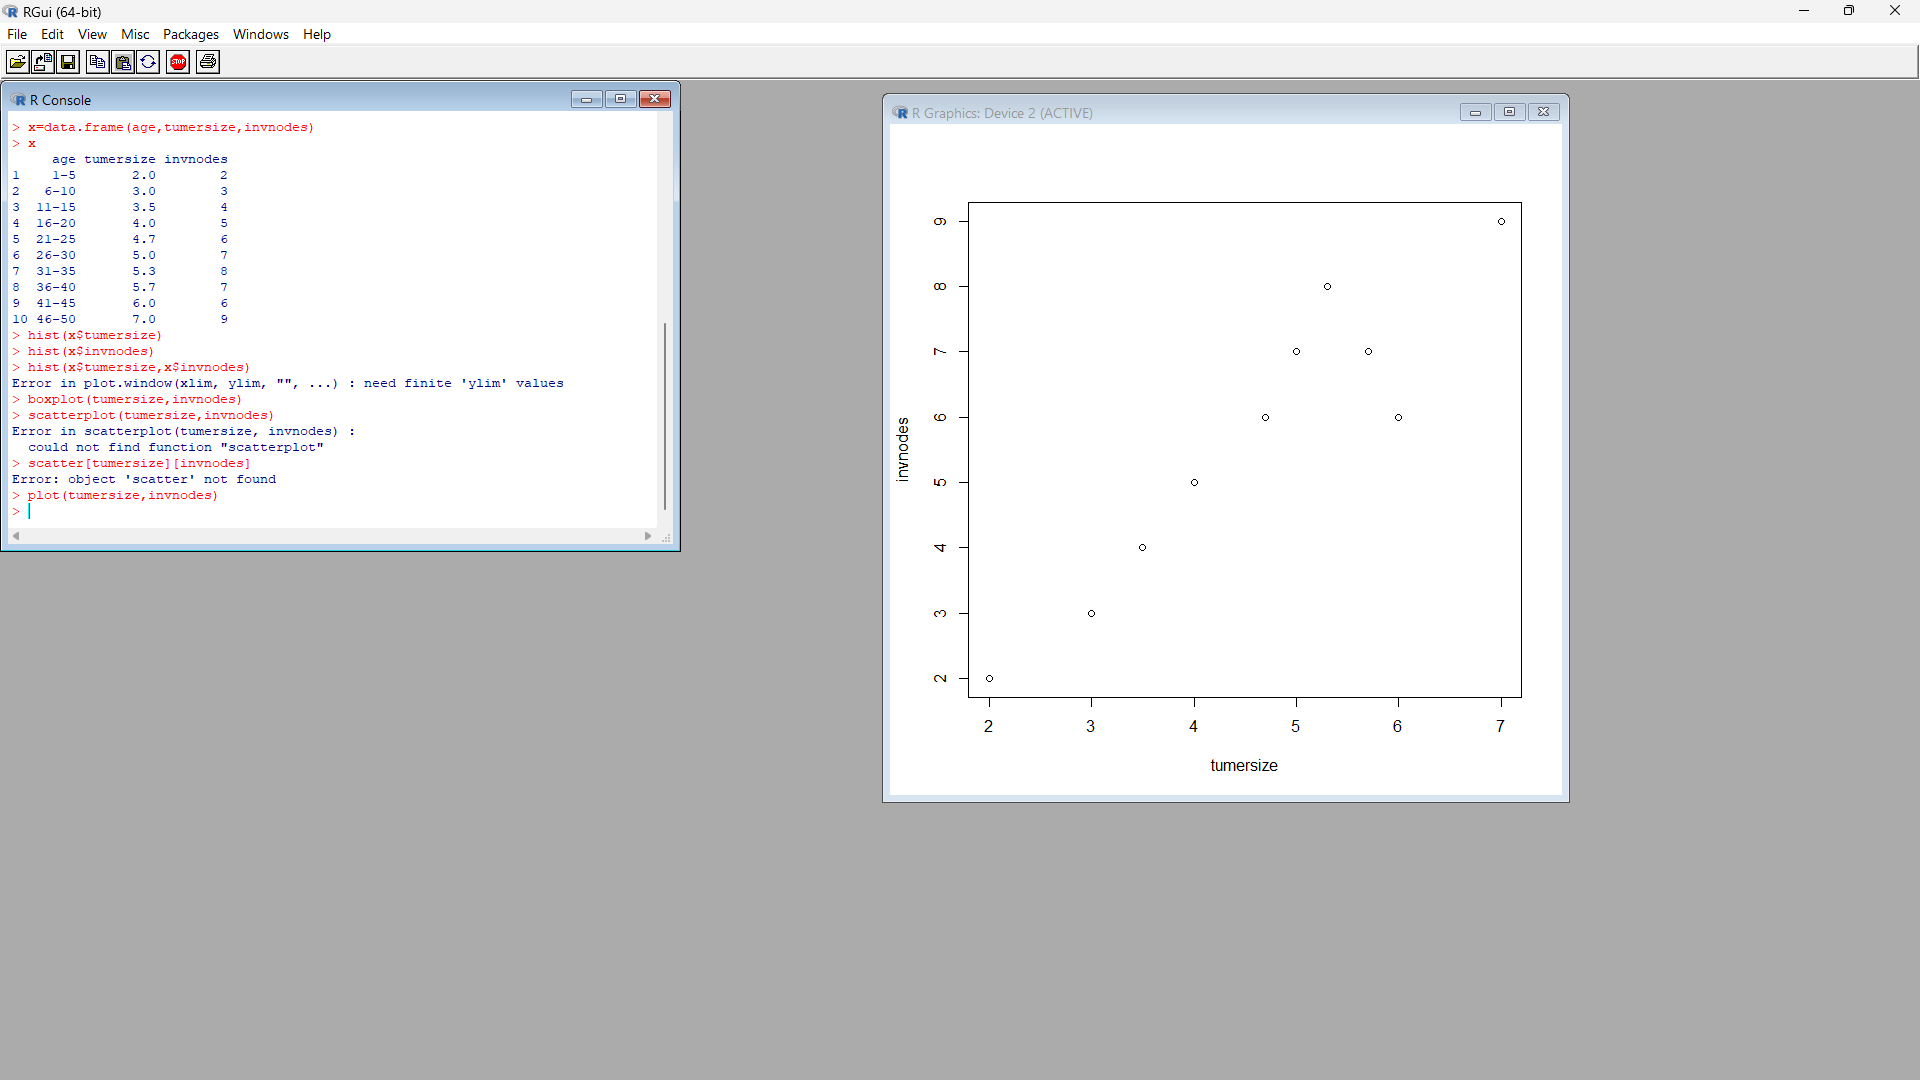 RGui (64-bit)
File Edit View Misc Packages Windows Help
STOP
R Console
> x=data.frame(age,tumersize,invnodes)
> x
age tumersize invnodes
1 1-5 2.0 2
2 6-10 3.0 3
3 11-15 3.5 4
4 16-20 4.0 5
5 21-25 4.7 6
6 26-30 5.0 7
7 31-35 5.3 8
8 36-40 5.7 7
9 41-45 6.0 6
10 46-50 7.0 9
> hist(x$tumersize)
> hist(x$invnodes)
> hist(x$tumersize,x$invnodes)
Error in plot.window(xlim, ylim, "", ...) : need finite 'ylim' values
> boxplot(tumersize,invnodes)
> scatterplot(tumersize,invnodes)
Error in scatterplot(tumersize, invnodes) :
could not find function "scatterplot"
> scatter[tumersize][invnodes]
Error: object 'scatter' not found
> plot(tumersize,invnodes)
>
R Graphics: Device 2 (ACTIVE)
9
8
7
6
5
4
3
2
invnodes
2 3 4 5 6 7
tumersize